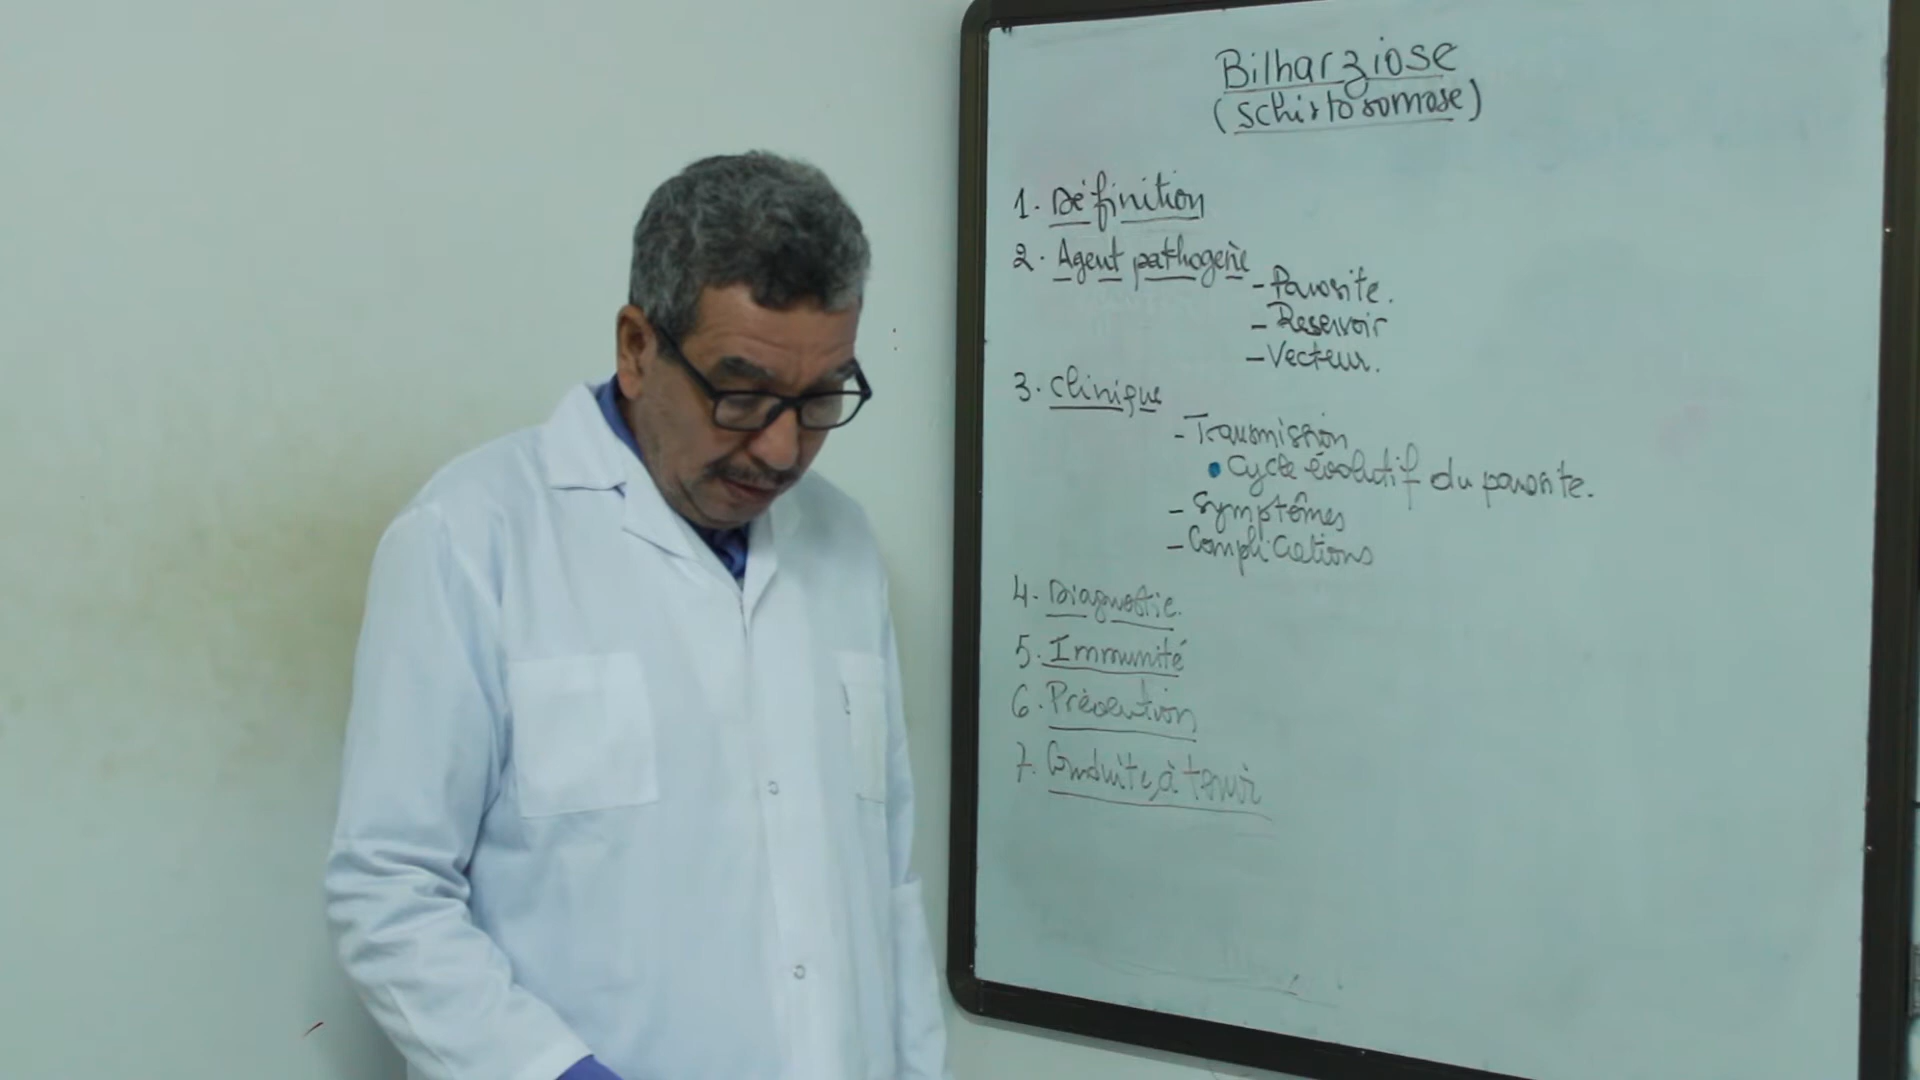 Bilharziose
(schistosomose)
1. Définition
2. Agent pathogène
- Parasite.
- Reservoir
- Vecteur.
3. Clinique
- Transmission
• Cycle évolutif du parasite.
- Symptômes
- Complications
4. Diagnostic.
5. Immunité
6. Prévention
7. Conduite à tenir